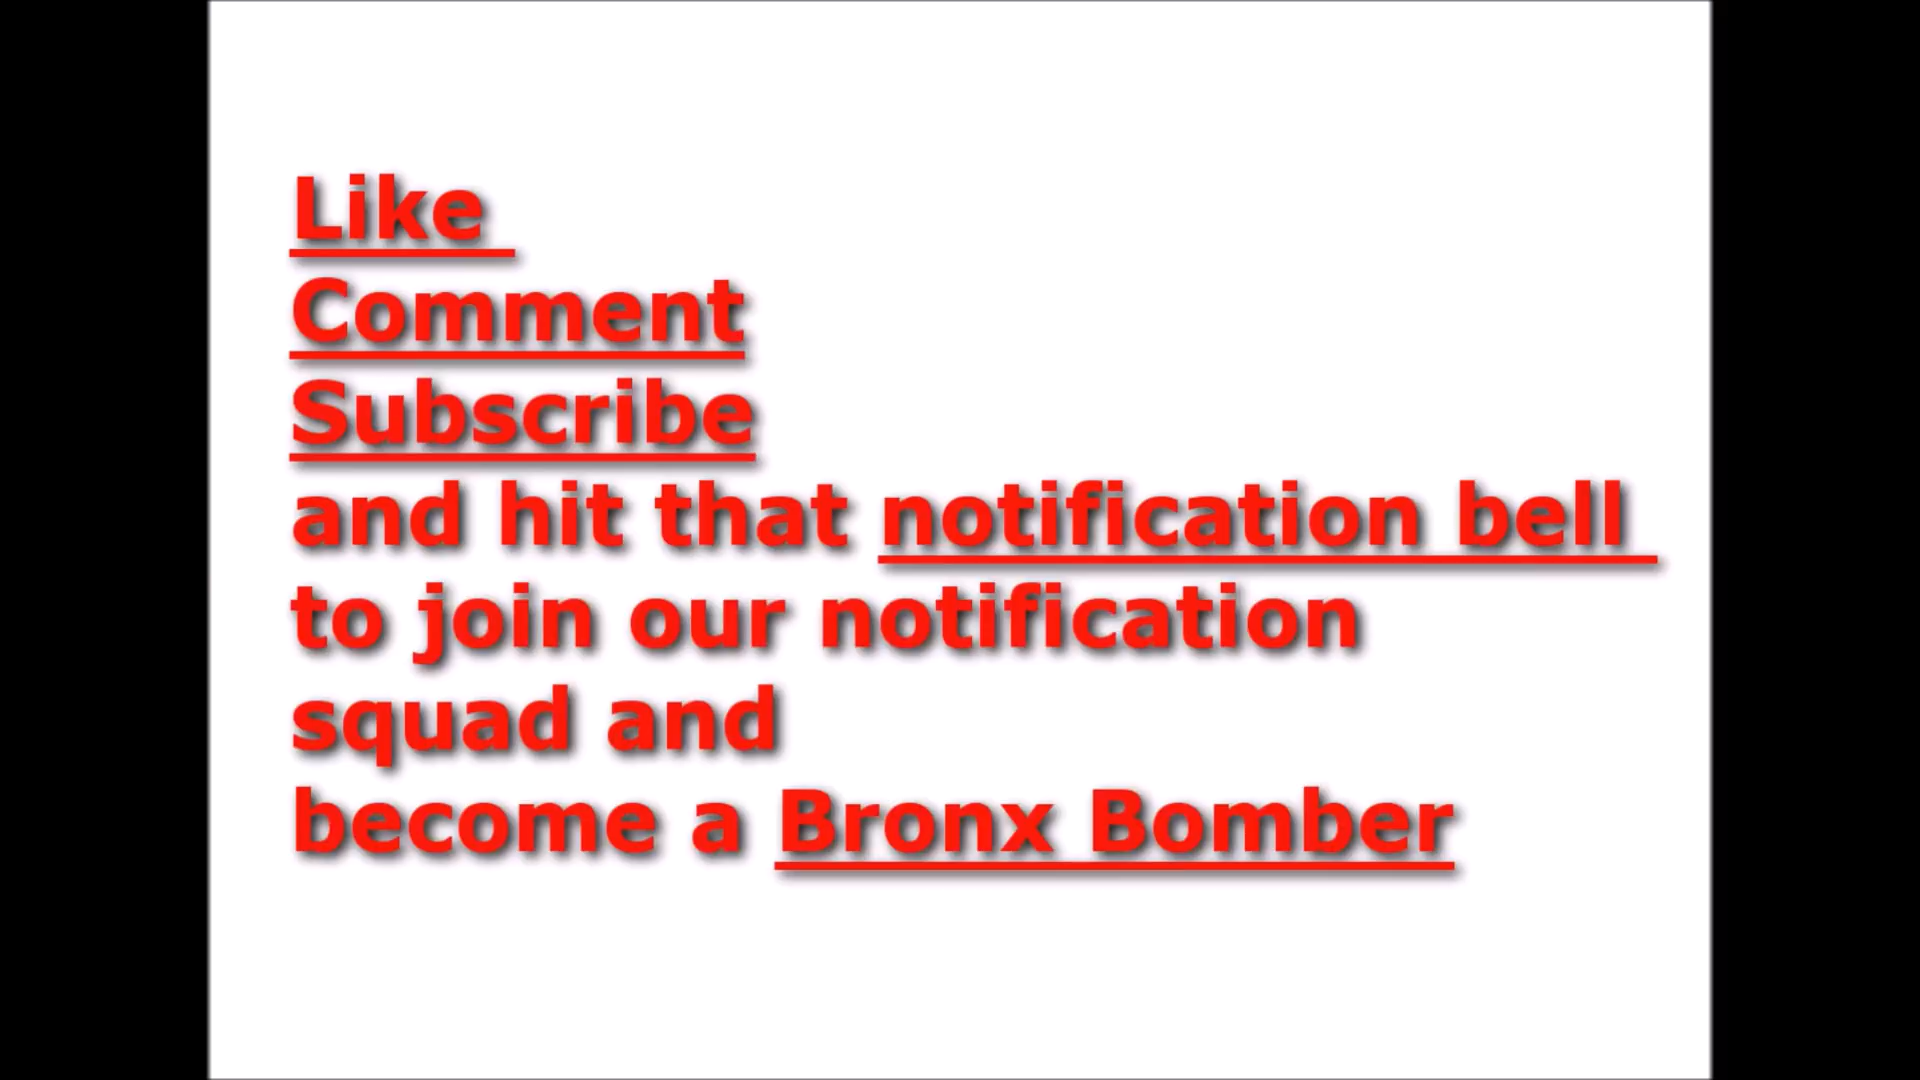 Like
Comment
Subscribe
and hit that notification bell
to join our notification
squad and
become a Bronx Bomber